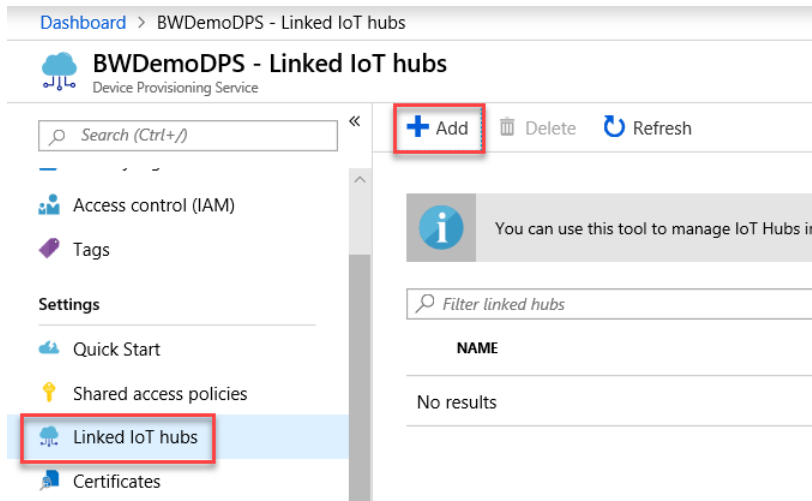 Dashboard > BWDemoDPS - Linked IoT hubs
BWDemoDPS - Linked IoT hubs
Device Provisioning Service
Search (Ctrl+/)
«
Add
Delete
Refresh
Access control (IAM)
Tags
You can use this tool to manage IoT Hubs
Settings
Filter linked hubs
Quick Start
NAME
Shared access policies
No results
Linked IoT hubs
Certificates